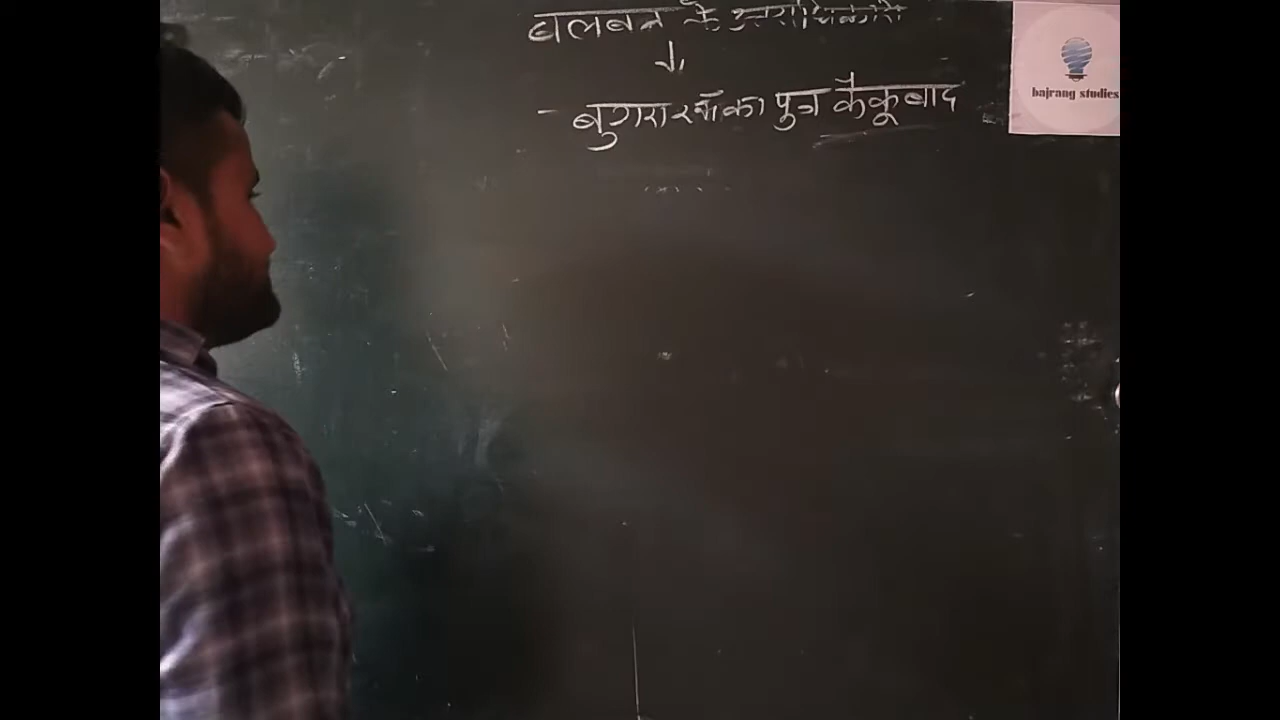 बलबन के उत्तराधिकारी
- बुगरा खाँ का पुत्र कैकूबाद
bajrang studies